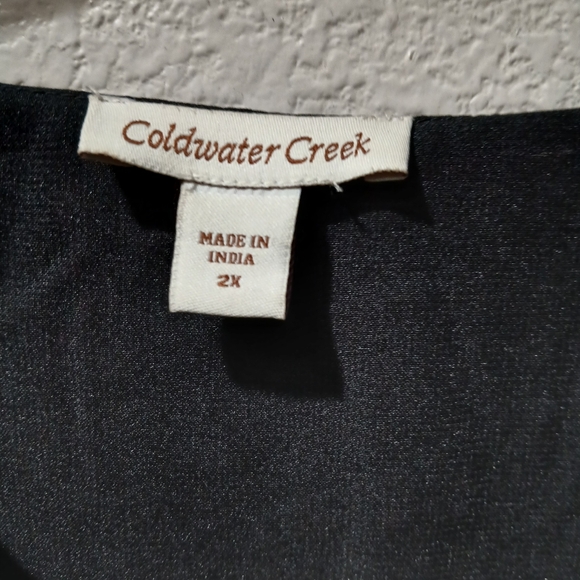 Coldwater Creek
MADE IN
INDIA
2X